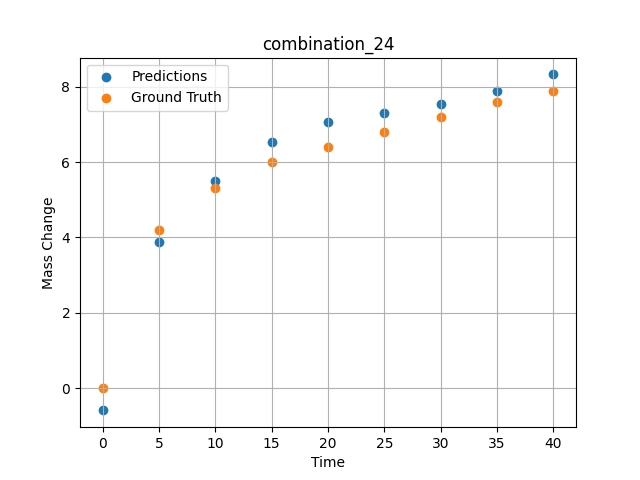 combination_24
Predictions
Ground Truth
Mass Change
8
6
4
2
0
0 5 10 15 20 25 30 35 40
Time